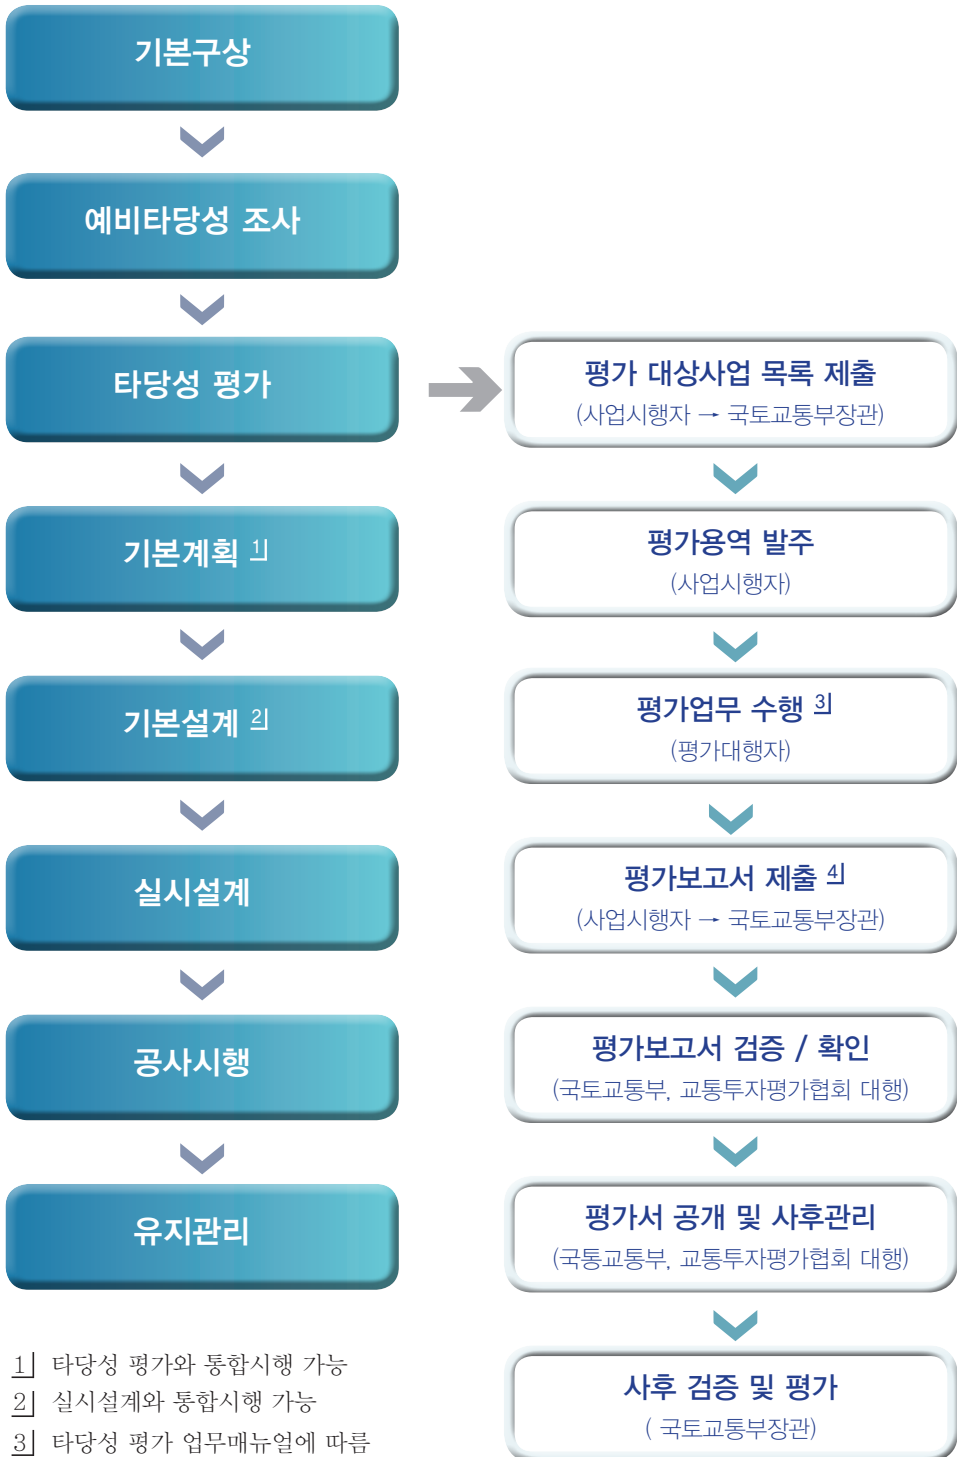 기본구상
예비타당성 조사
타당성 평가
기본계획 1]
기본설계 2]
실시설계
공사시행
유지관리
평가 대상사업 목록 제출
(사업시행자 → 국토교통부장관)
평가용역 발주
(사업시행자)
평가업무 수행 3]
(평가대행자)
평가보고서 제출 4]
(사업시행자 → 국토교통부장관)
평가보고서 검증 / 확인
(국토교통부, 교통투자평가협회 대행)
평가서 공개 및 사후관리
(국통교통부, 교통투자평가협회 대행)
사후 검증 및 평가
( 국토교통부장관)
1] 타당성 평가와 통합시행 가능
2] 실시설계와 통합시행 가능
3] 타당성 평가 업무매뉴얼에 따름